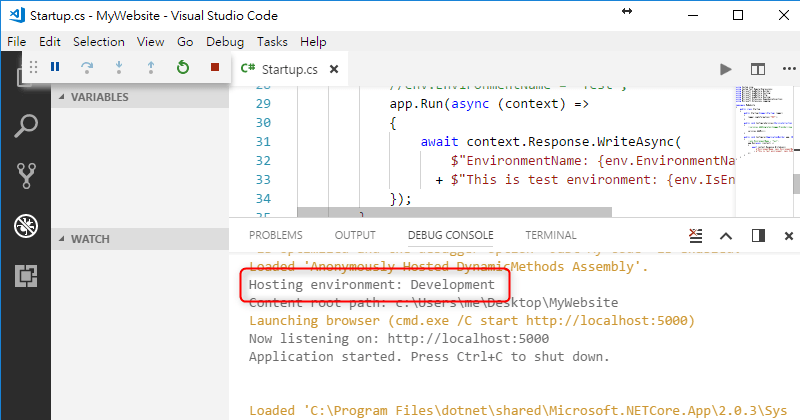 Startup.cs - MyWebsite - Visual Studio Code
File Edit Selection View Go Debug Tasks Help
C# Startup.cs
VARIABLES
WATCH
28 //env.EnvironmentName = "Test";
29 app.Run(async (context) =>
30 {
31 await context.Response.WriteAsync(
32 $"EnvironmentName: {env.EnvironmentNa
33 + $"This is test environment: {env.IsEn
34 });
35 }
PROBLEMS OUTPUT DEBUG CONSOLE TERMINAL
Loaded 'Anonymously Hosted DynamicMethods Assembly'.
Hosting environment: Development
Content root path: c:\Users\me\Desktop\MyWebsite
Launching browser (cmd.exe /C start http://localhost:5000)
Now listening on: http://localhost:5000
Application started. Press Ctrl+C to shut down.
Loaded 'C:\Program Files\dotnet\shared\Microsoft.NETCore.App\2.0.3\Sys